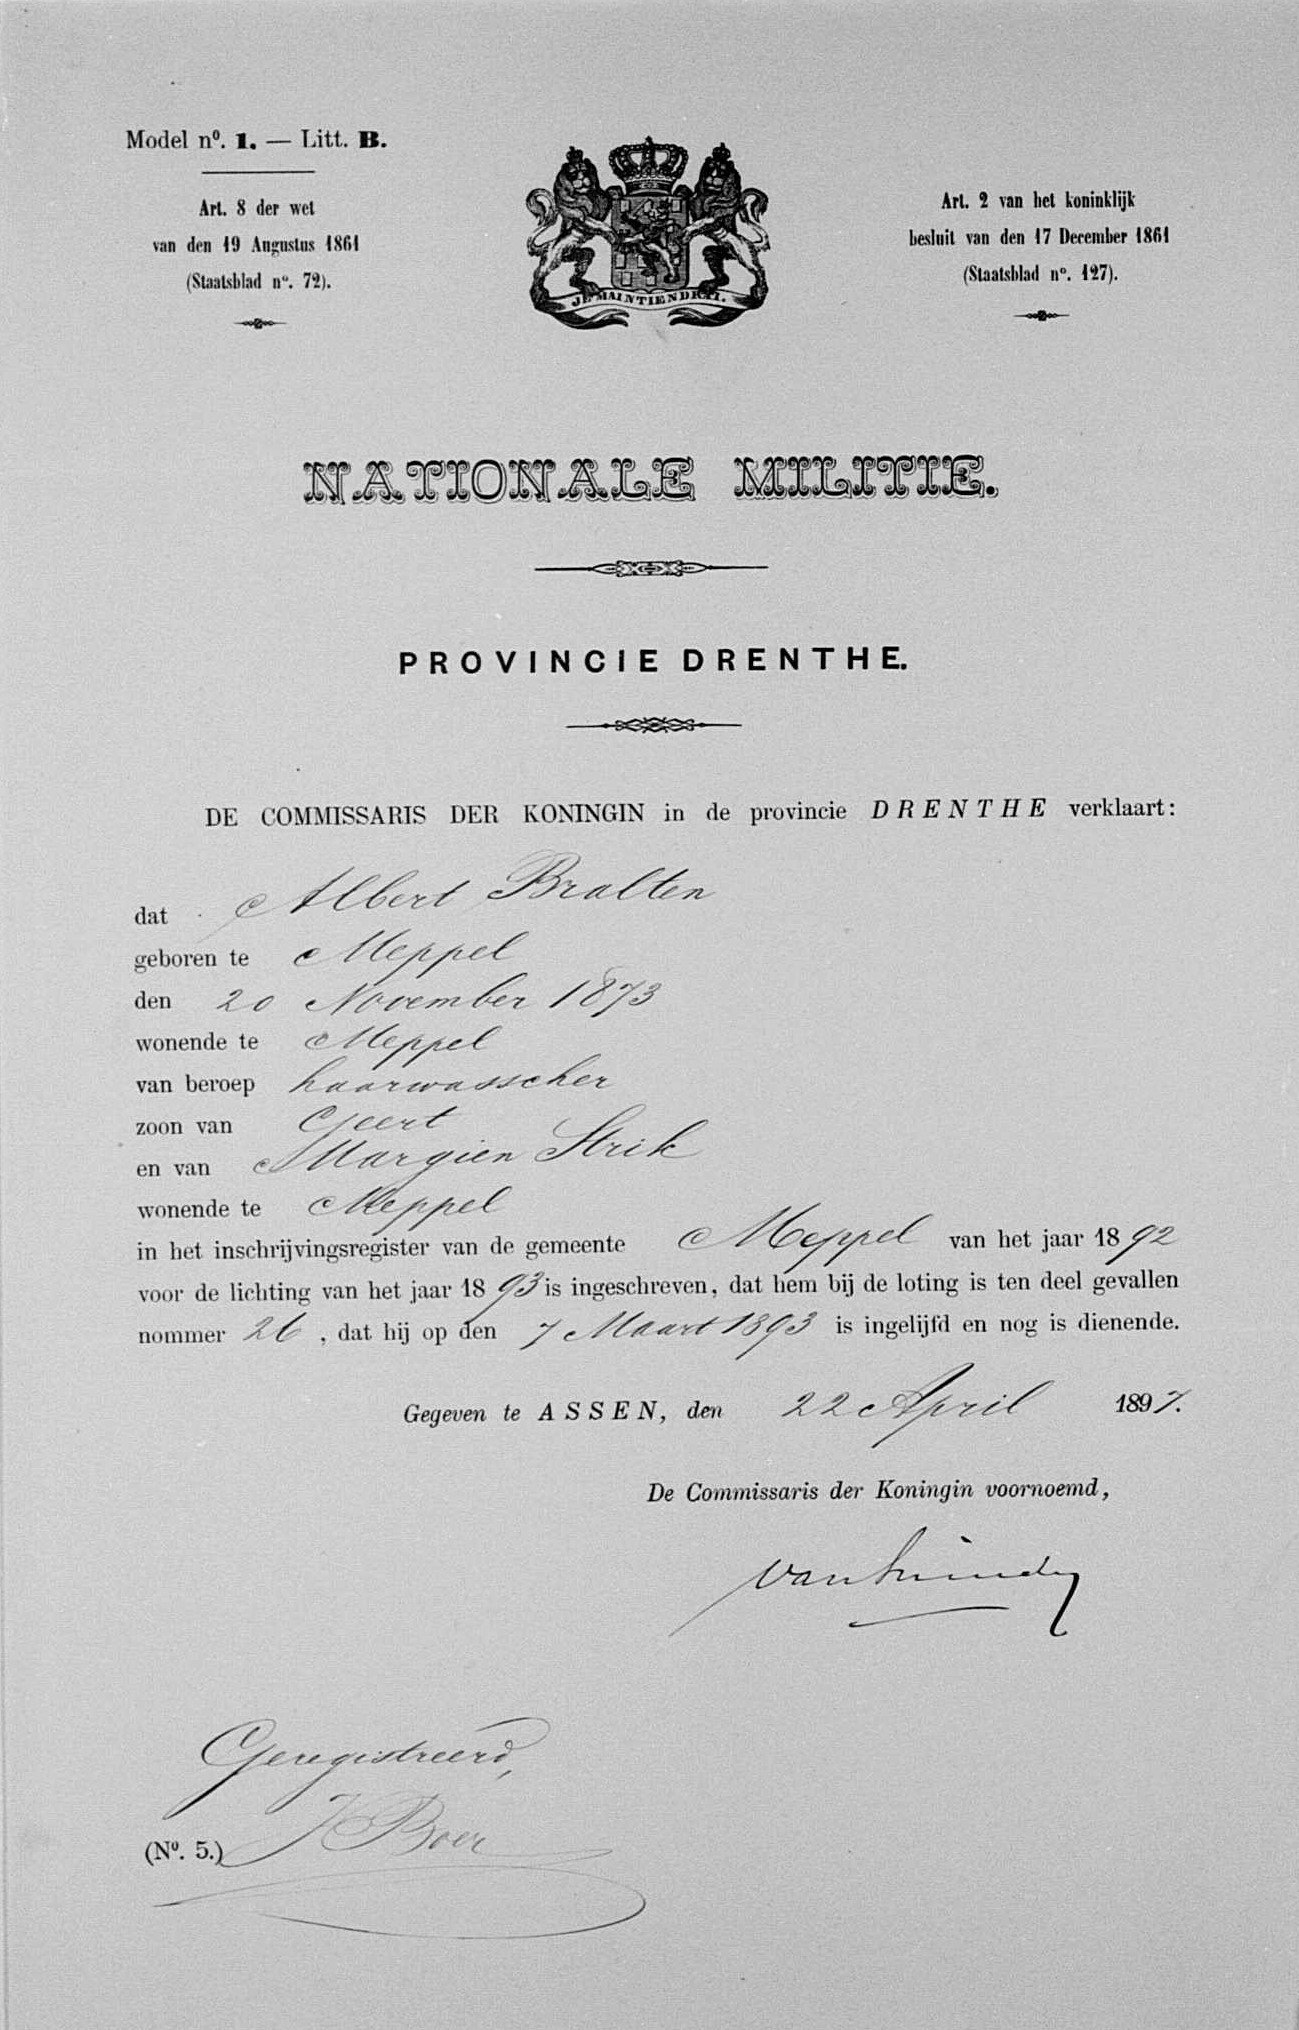 Model nº. 1. — Litt. B.
Art. 8 der wet
van den 19 Augustus 1861
(Staatsblad nº. 72).
JE MAINTIENDRAI.
Art. 2 van het koninklijk
besluit van den 17 December 1861
(Staatsblad nº. 127).
NATIONALE MILITIE.
PROVINCIE DRENTHE.
DE COMMISSARIS DER KONINGIN in de provincie DRENTHE verklaart:
dat Albert Bralten
geboren te Meppel
den 20 November 1873
wonende te Meppel
van beroep haarwasscher
zoon van Geert
en van Margien Strik
wonende te Meppel
in het inschrijvingsregister van de gemeente Meppel van het jaar 1892
voor de lichting van het jaar 1893 is ingeschreven, dat hem bij de loting is ten deel gevallen
nommer 26, dat hij op den 7 Maart 1893 is ingelijfd en nog is dienende.
Gegeven te ASSEN, den 22 April 1897.
De Commissaris der Koningin voornoemd,
van
Geregistreerd,
(Nº. 5.) Boer